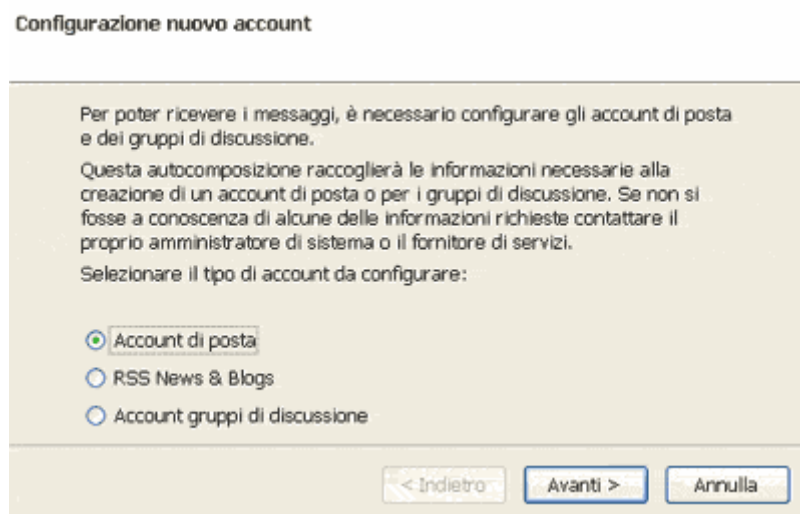 Configurazione nuovo account
Per poter ricevere i messaggi, è necessario configurare gli account di posta
e dei gruppi di discussione.
Questa autocomposizione raccoglierà le informazioni necessarie alla
creazione di un account di posta o per i gruppi di discussione. Se non si
fosse a conoscenza di alcune delle informazioni richieste contattare il
proprio amministratore di sistema o il fornitore di servizi.
Selezionare il tipo di account da configurare:
Account di posta
RSS News & Blogs
Account gruppi di discussione
< Indietro Avanti > Annulla